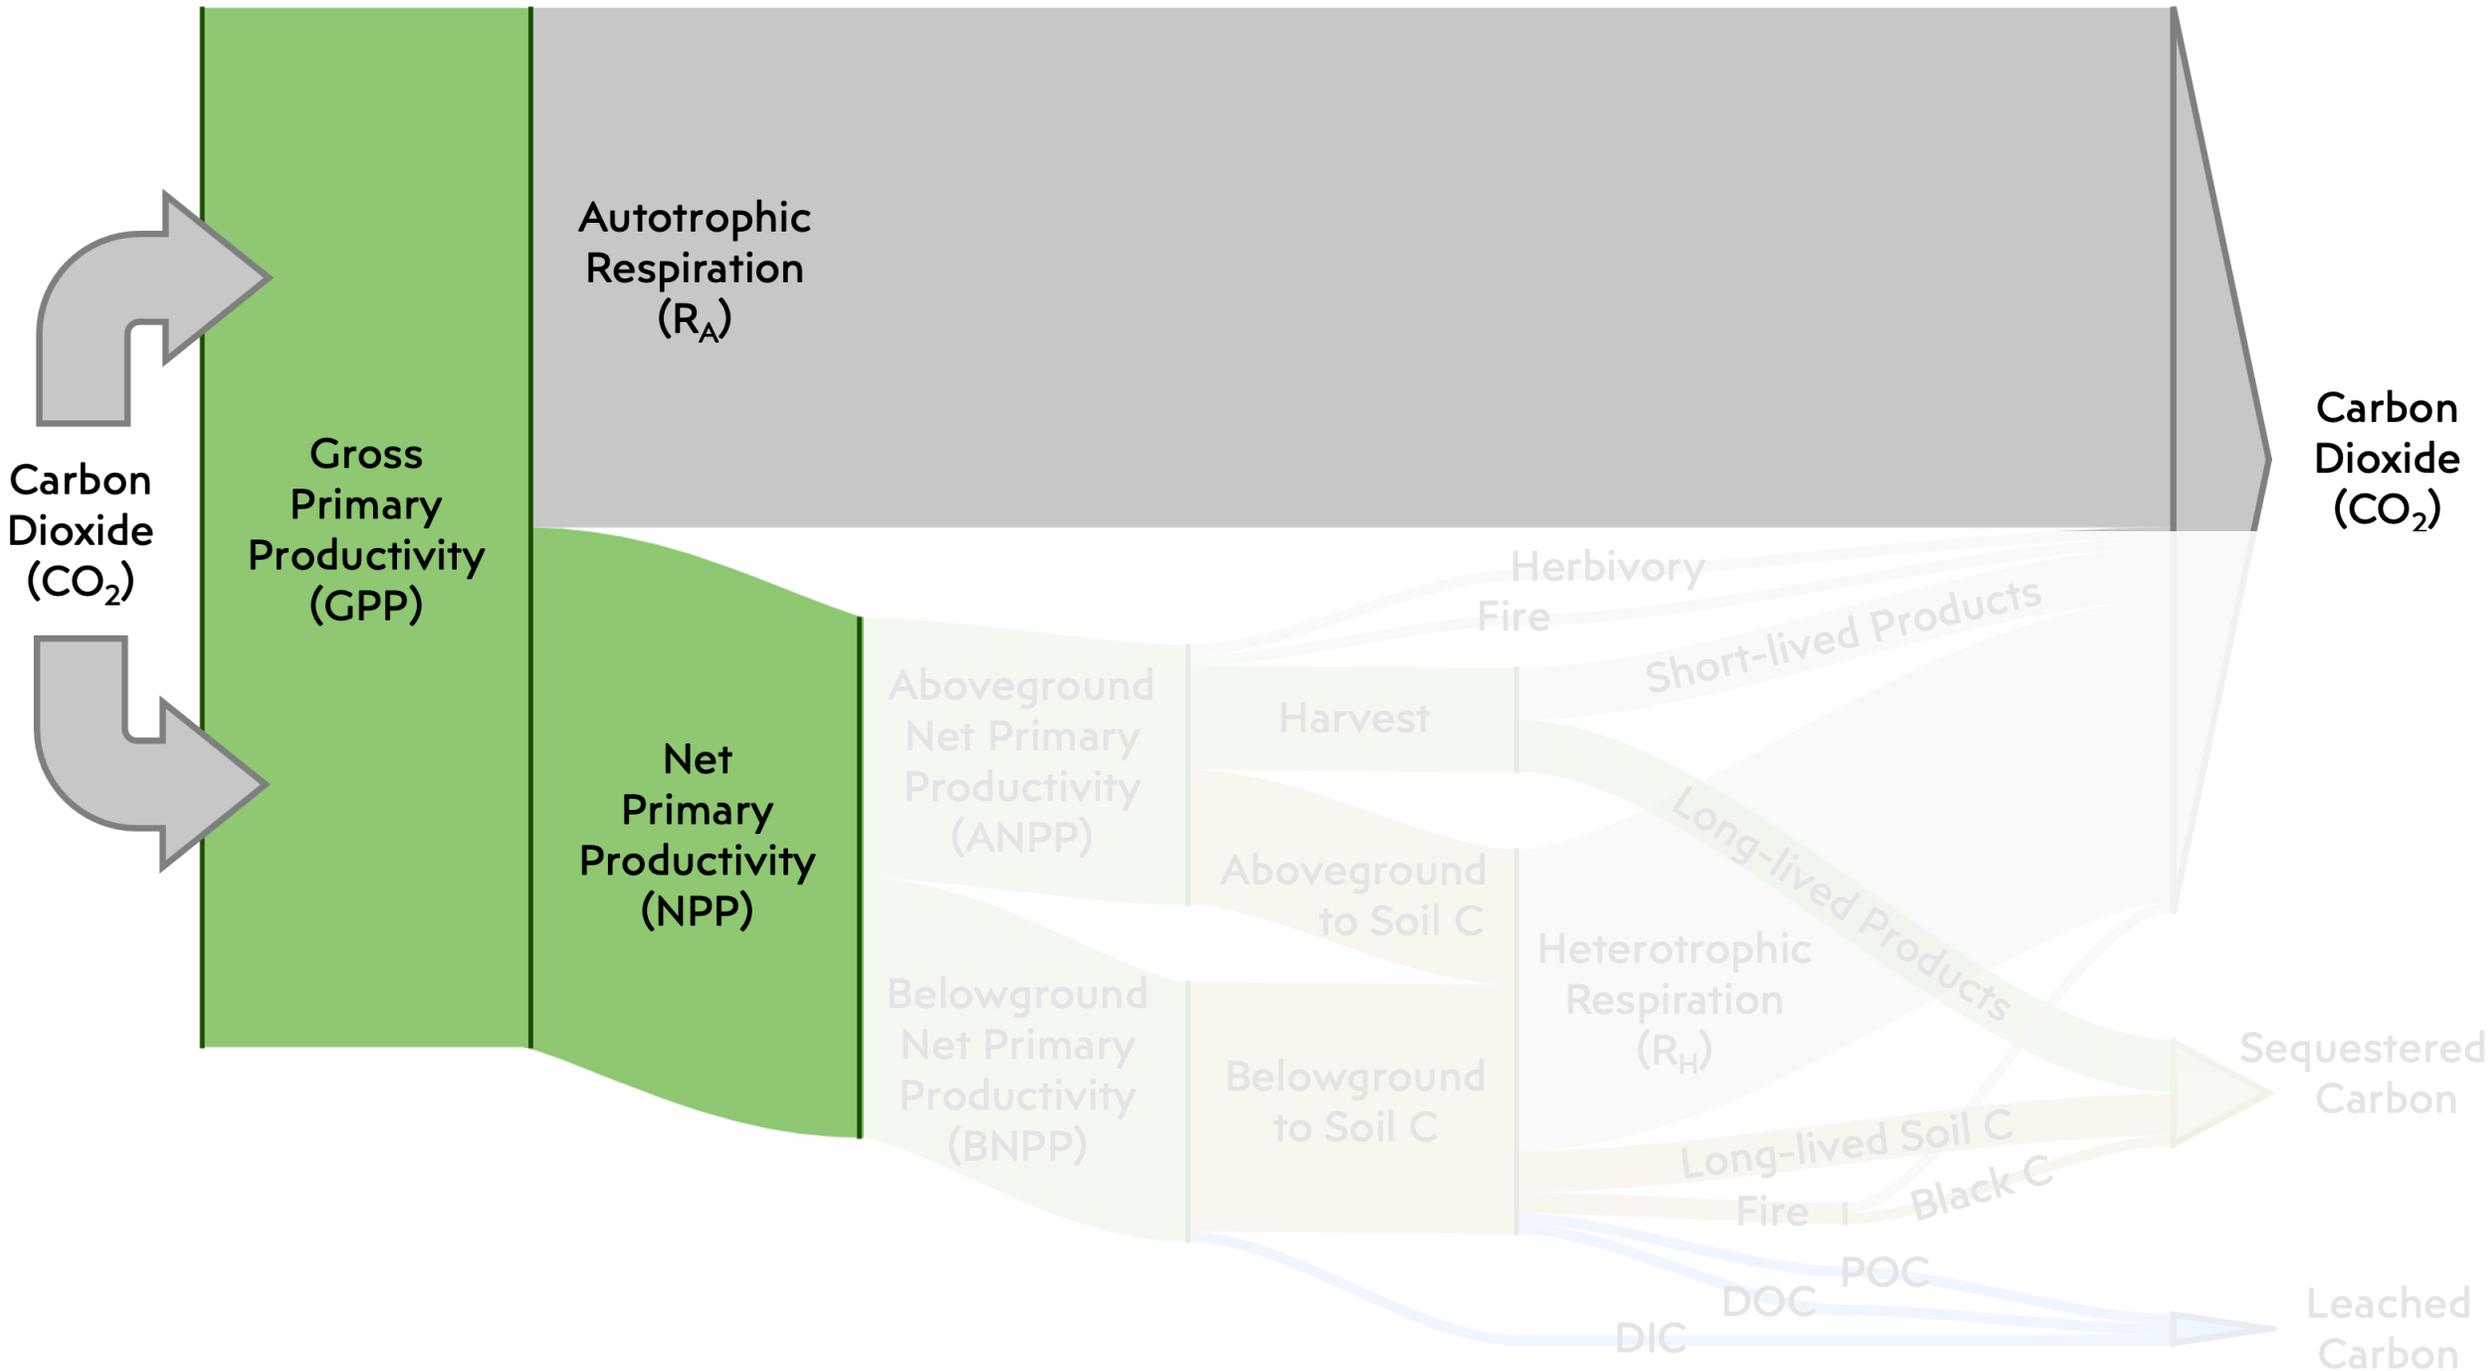 Carbon
Dioxide
(CO₂)
Gross
Primary
Productivity
(GPP)
Autotrophic
Respiration
(R_A)
Net
Primary
Productivity
(NPP)
Aboveground
Net Primary
Productivity
(ANPP)
Belowground
Net Primary
Productivity
(BNPP)
Herbivory
Fire
Harvest
Short-lived Products
Long-lived Products
Aboveground
to Soil C
Belowground
to Soil C
Heterotrophic
Respiration
(R_H)
Long-lived Soil C
Fire
Black C
POC
DOC
DIC
Carbon
Dioxide
(CO₂)
Sequestered
Carbon
Leached
Carbon